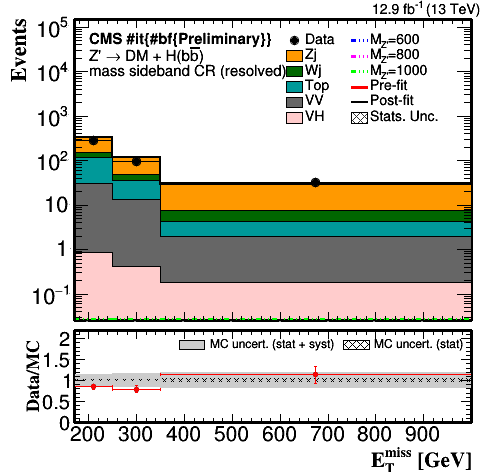 12.9 fb⁻¹ (13 TeV)
CMS #it{#bf{Preliminary}}
Z' → DM + H(bb̅)
mass sideband CR (resolved)
Data
Zj
Wj
Top
VV
VH
M_Z'=600
M_Z'=800
M_Z'=1000
Pre-fit
Post-fit
Stats. Unc.
Events
10⁵
10⁴
10³
10²
10
1
10⁻¹
MC uncert. (stat + syst)
MC uncert. (stat)
Data/MC
2
1.5
1
0.5
0
200 300 400 500 600 700 800 900
E_T^miss [GeV]